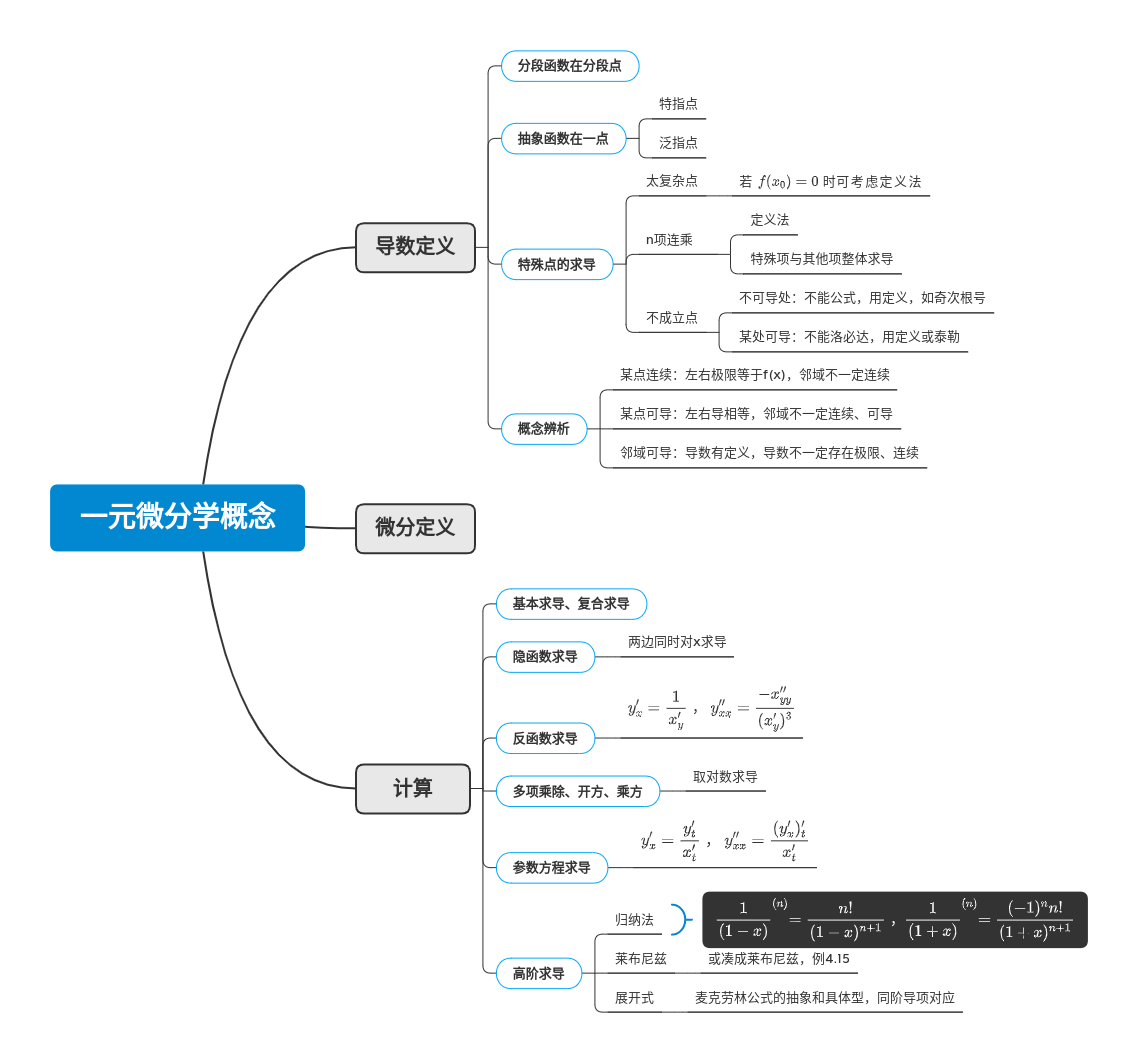 一元微分学概念
导数定义
分段函数在分段点
抽象函数在一点
特指点
泛指点
特殊点的求导
太复杂点
若 f(x₀) = 0 时可考虑定义法
n项连乘
定义法
特殊项与其他项整体求导
不成立点
不可导处：不能公式，用定义，如奇次根号
某处可导：不能洛必达，用定义或泰勒
概念辨析
某点连续：左右极限等于f(x)，邻域不一定连续
某点可导：左右导相等，邻域不一定连续、可导
邻域可导：导数有定义，导数不一定存在极限、连续
微分定义
计算
基本求导、复合求导
隐函数求导
两边同时对x求导
反函数求导
y'_x = \frac{1}{x'_y} ， y''_{xx} = \frac{-x''_{yy}}{(x'_y)^3}
多项乘除、开方、乘方
取对数求导
参数方程求导
y'_x = \frac{y'_t}{x'_t} ， y''_{xx} = \frac{(y'_x)'_t}{x'_t}
高阶求导
归纳法
\frac{1}{(1-x)}^{(n)} = \frac{n!}{(1-x)^{n+1}} ， \frac{1}{(1+x)}^{(n)} = \frac{(-1)^n n!}{(1+x)^{n+1}}
莱布尼兹
或凑成莱布尼兹，例4.15
展开式
麦克劳林公式的抽象和具体型，同阶导项对应